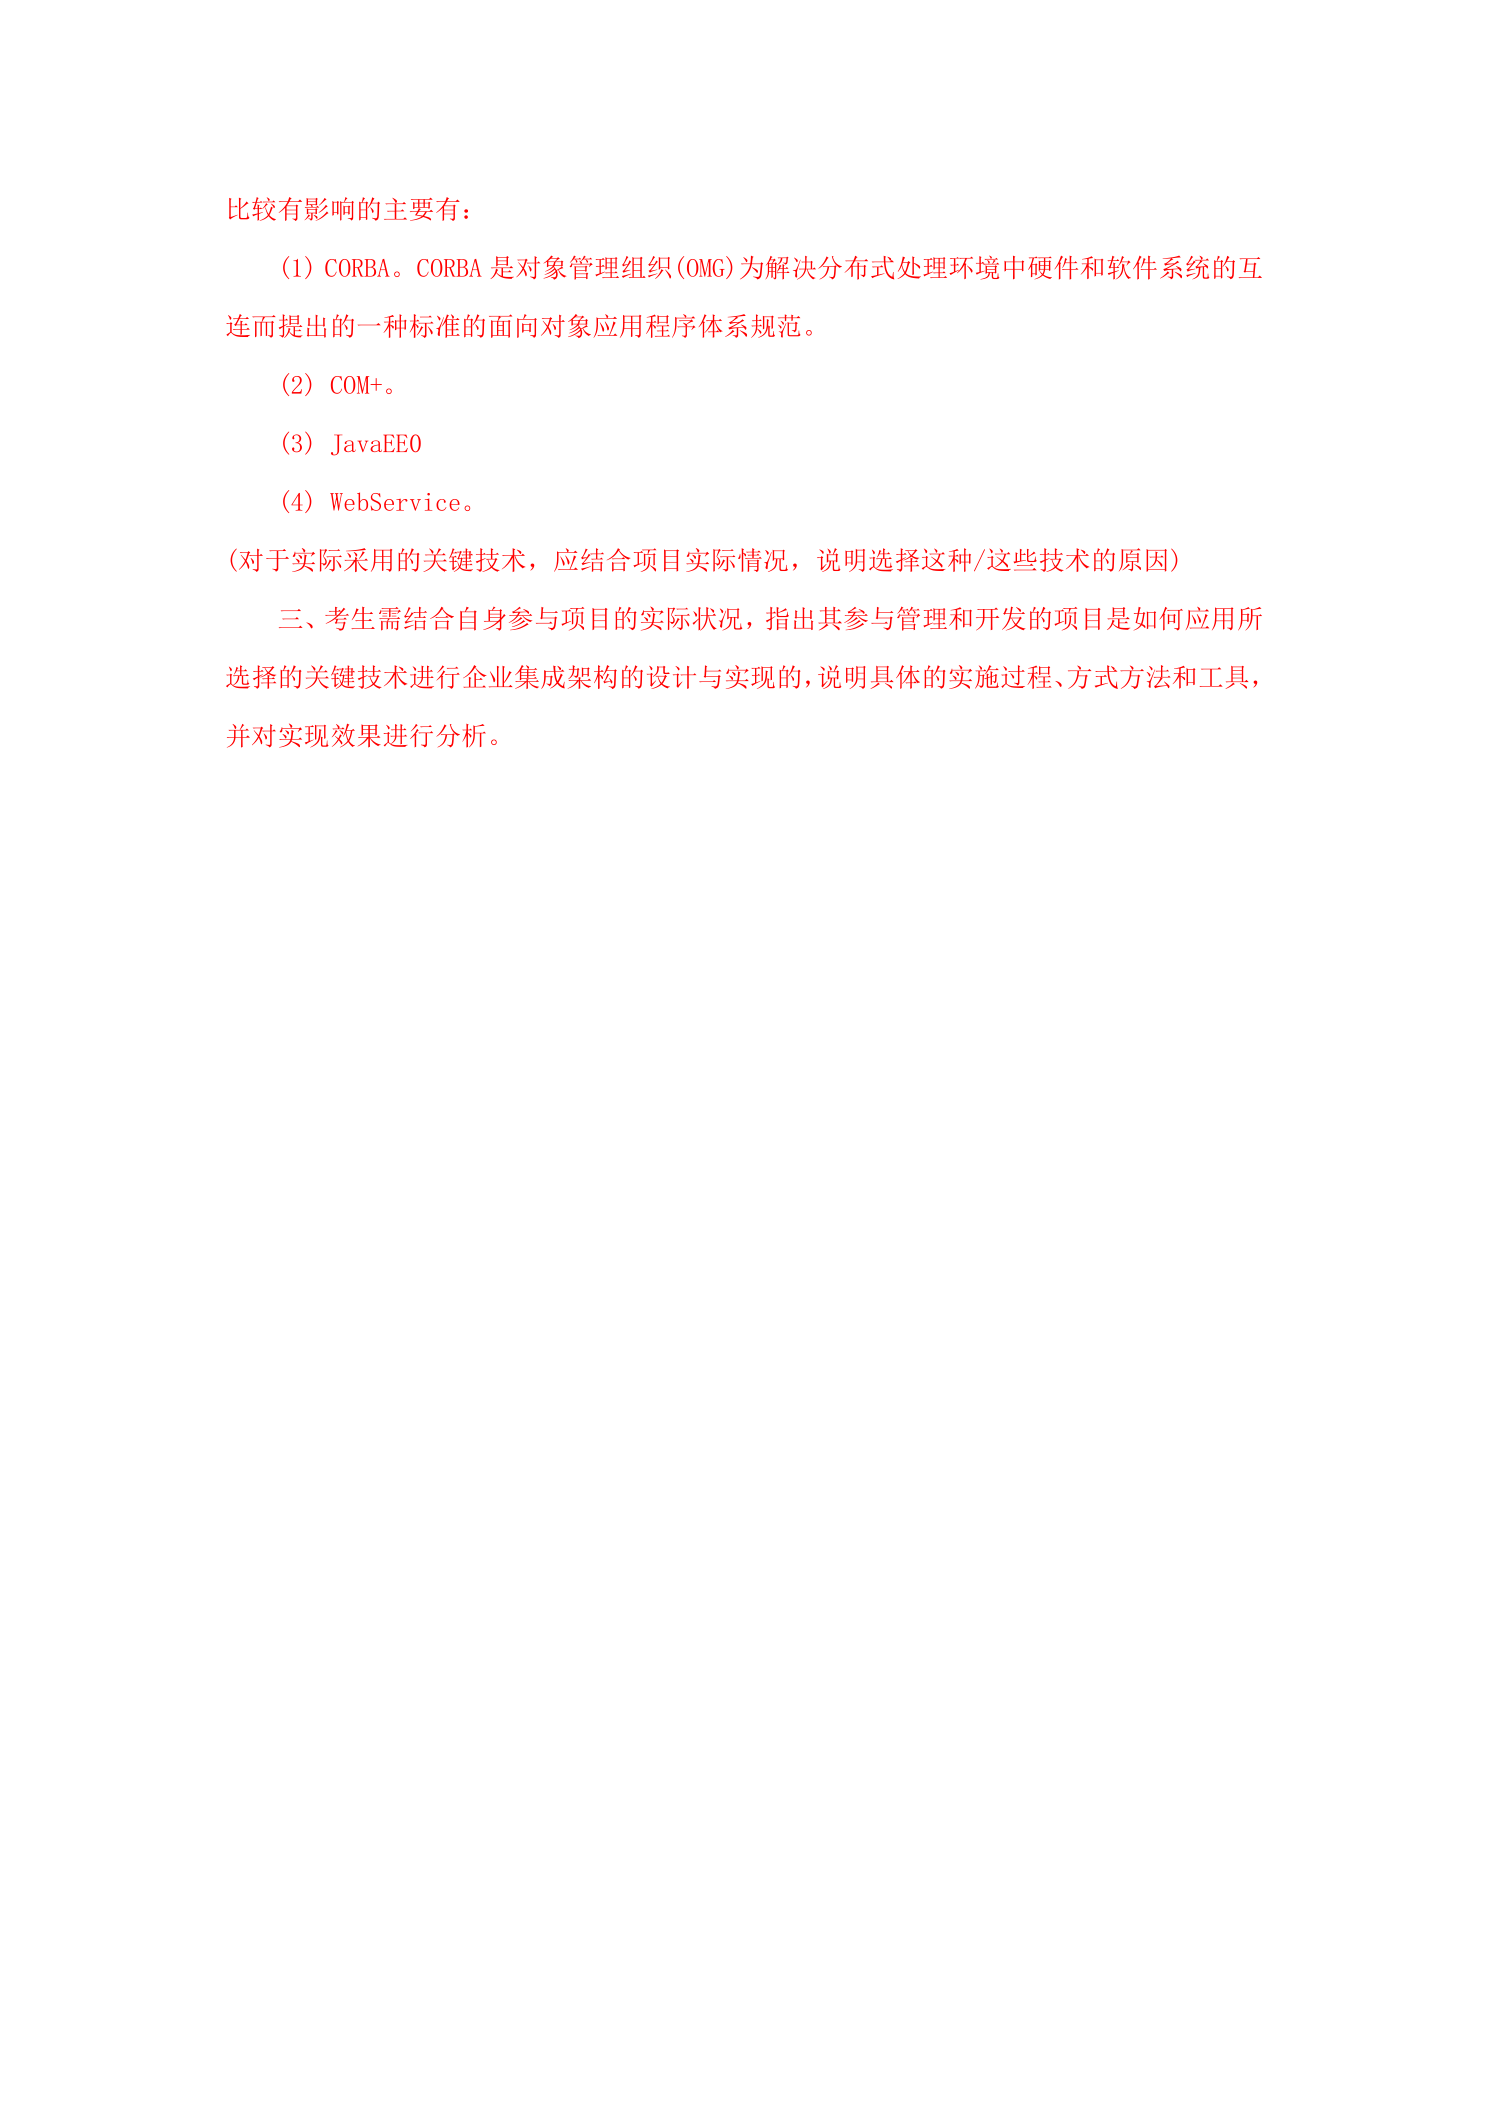 比较有影响的主要有：
(1) CORBA。CORBA 是对象管理组织(OMG)为解决分布式处理环境中硬件和软件系统的互
连而提出的一种标准的面向对象应用程序体系规范。
(2) COM+。
(3) JavaEEO
(4) WebService。
(对于实际采用的关键技术，应结合项目实际情况，说明选择这种/这些技术的原因)
三、考生需结合自身参与项目的实际状况，指出其参与管理和开发的项目是如何应用所
选择的关键技术进行企业集成架构的设计与实现的，说明具体的实施过程、方式方法和工具，
并对实现效果进行分析。